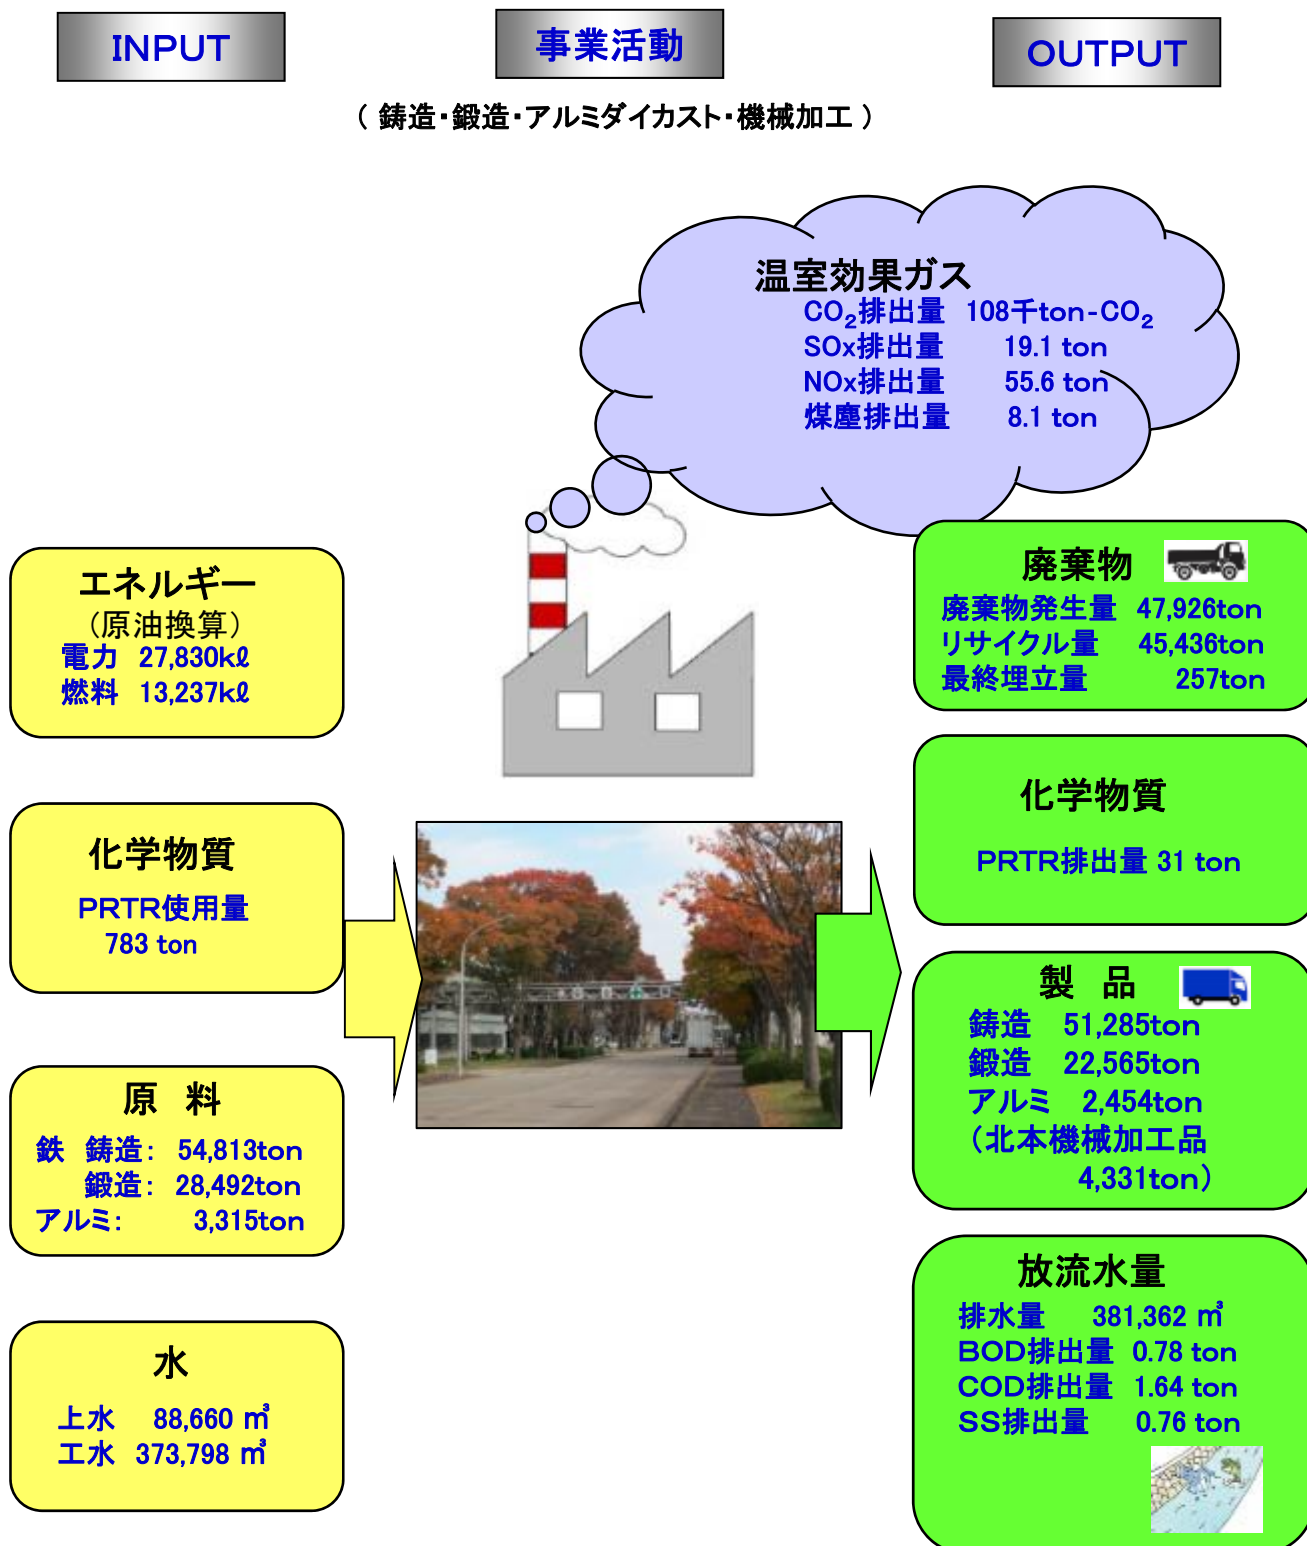 INPUT
事業活動
OUTPUT
（ 鋳造・鍛造・アルミダイカスト・機械加工 ）
温室効果ガス
CO₂排出量 108千ton-CO₂
SOx排出量 19.1 ton
NOx排出量 55.6 ton
煤塵排出量 8.1 ton
エネルギー
（原油換算）
電力 27,830kℓ
燃料 13,237kℓ
化学物質
PRTR使用量
783 ton
原 料
鉄 鋳造： 54,813ton
鍛造： 28,492ton
アルミ： 3,315ton
水
上水 88,660 ㎥
工水 373,798 ㎥
廃棄物
廃棄物発生量 47,926ton
リサイクル量 45,436ton
最終埋立量 257ton
化学物質
PRTR排出量 31 ton
製 品
鋳造 51,285ton
鍛造 22,565ton
アルミ 2,454ton
（北本機械加工品
4,331ton）
放流水量
排水量 381,362 ㎥
BOD排出量 0.78 ton
COD排出量 1.64 ton
SS排出量 0.76 ton